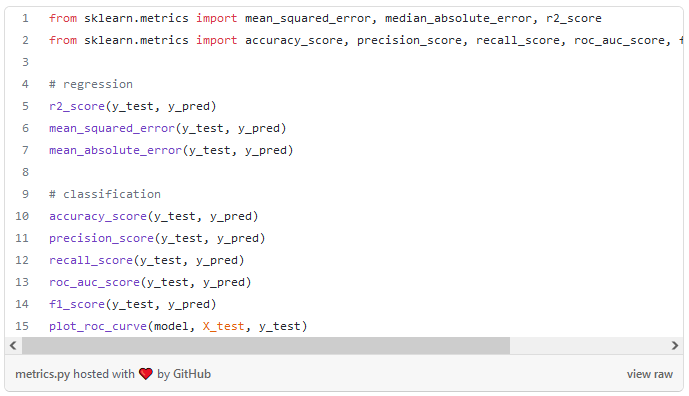 1 from sklearn.metrics import mean_squared_error, median_absolute_error, r2_score
2 from sklearn.metrics import accuracy_score, precision_score, recall_score, roc_auc_score,
3
4 # regression
5 r2_score(y_test, y_pred)
6 mean_squared_error(y_test, y_pred)
7 mean_absolute_error(y_test, y_pred)
8
9 # classification
10 accuracy_score(y_test, y_pred)
11 precision_score(y_test, y_pred)
12 recall_score(y_test, y_pred)
13 roc_auc_score(y_test, y_pred)
14 f1_score(y_test, y_pred)
15 plot_roc_curve(model, X_test, y_test)
metrics.py hosted with ❤ by GitHub view raw